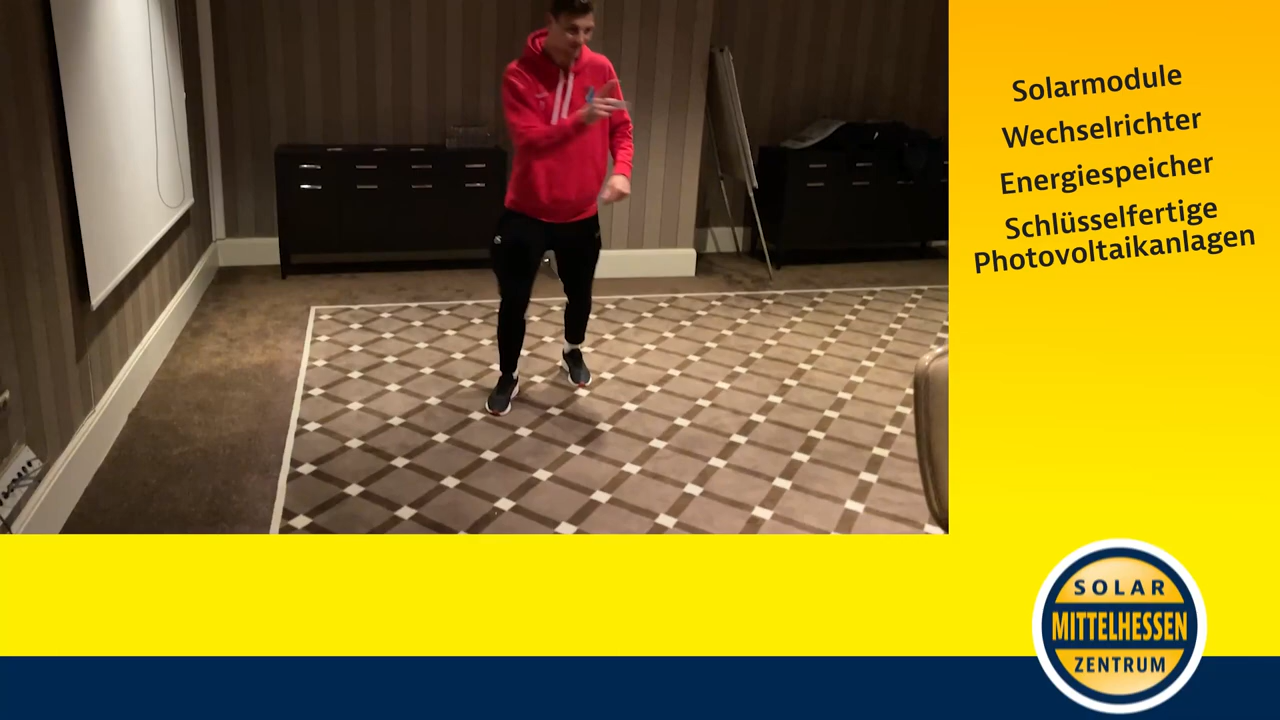 Solarmodule
Wechselrichter
Energiespeicher
Schlüsselfertige
Photovoltaikanlagen
SOLAR
MITTELHESSEN
ZENTRUM